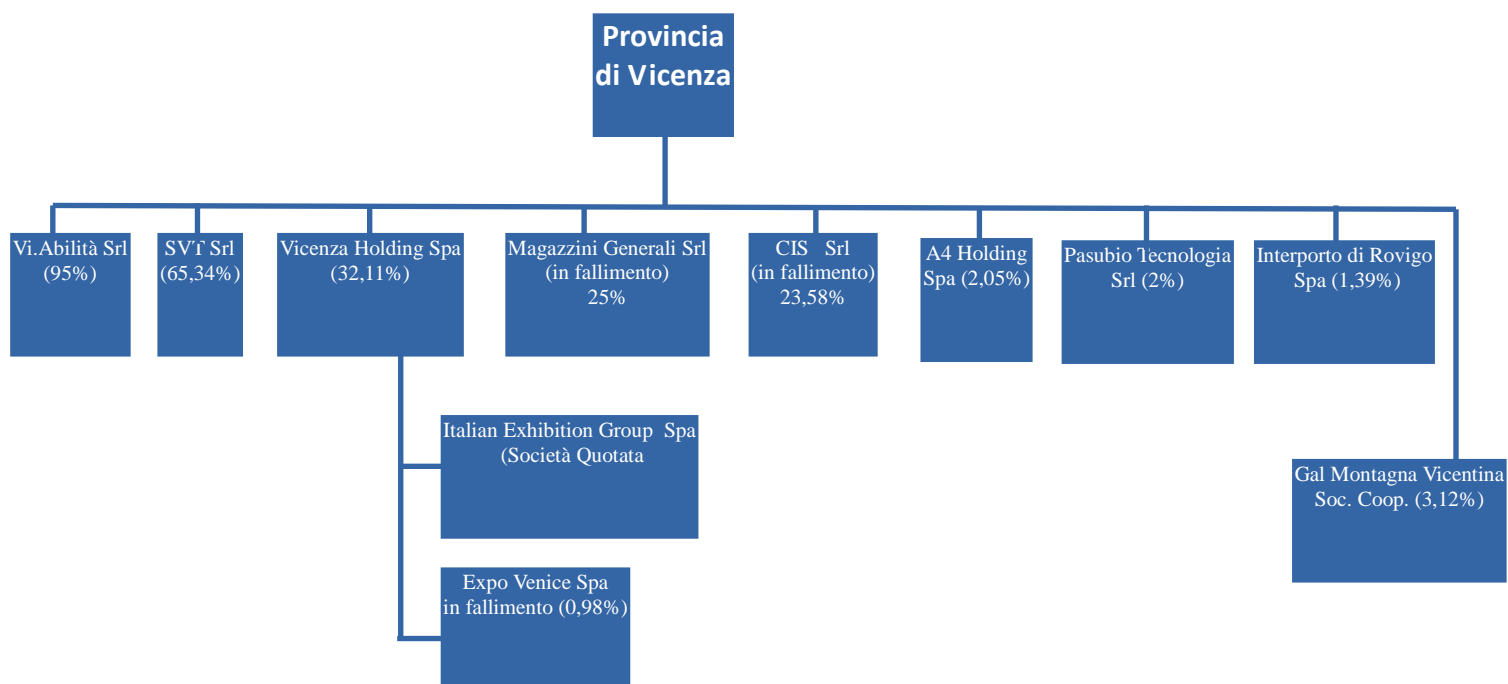 Provincia
di Vicenza
Vi.Abilità Srl
(95%)
SVT Srl
(65,34%)
Vicenza Holding Spa
(32,11%)
Magazzini Generali Srl
(in fallimento)
25%
CIS Srl
(in fallimento)
23,58%
A4 Holding
Spa (2,05%)
Pasubio Tecnologia
Srl (2%)
Interporto di Rovigo
Spa (1,39%)
Italian Exhibition Group Spa
(Società Quotata
Gal Montagna Vicentina
Soc. Coop. (3,12%)
Expo Venice Spa
in fallimento (0,98%)